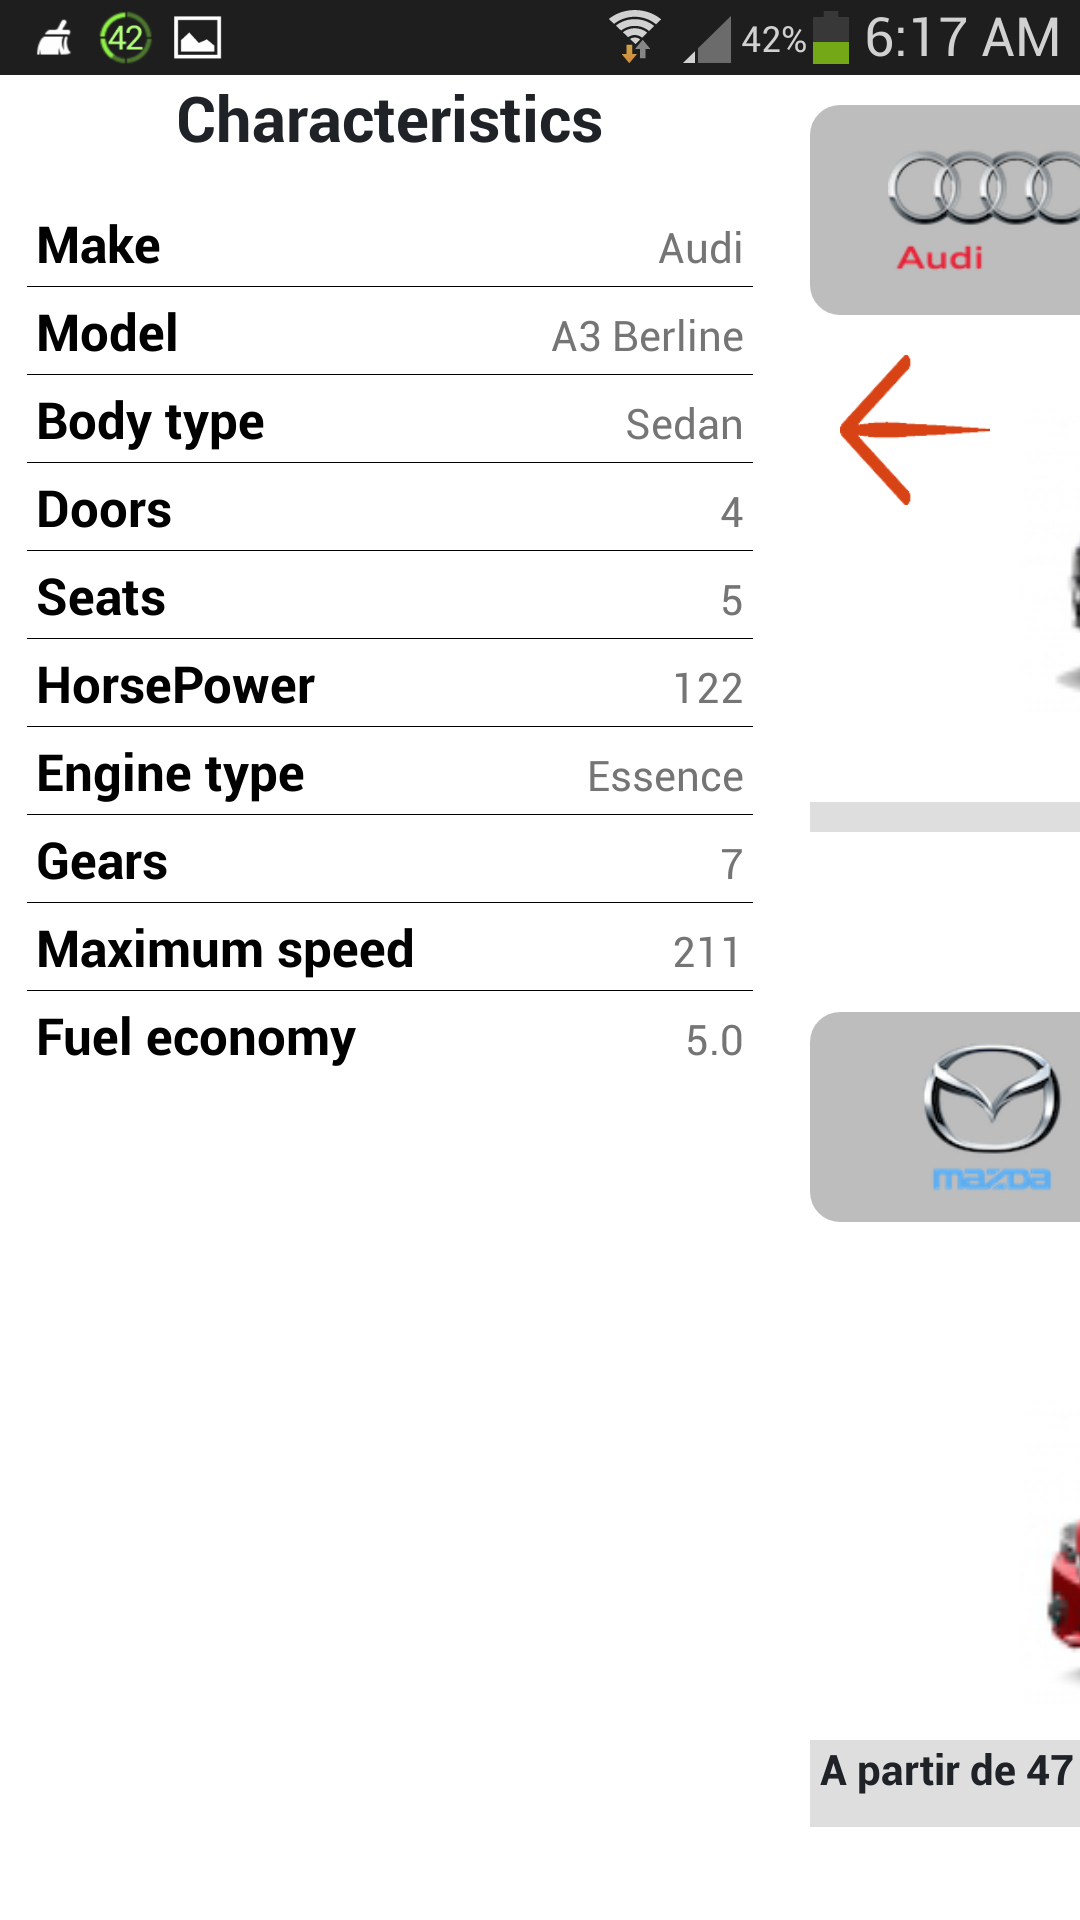 42 42% 6:17 AM
Characteristics
Make Audi
Model A3 Berline
Body type Sedan
Doors 4
Seats 5
HorsePower 122
Engine type Essence
Gears 7
Maximum speed 211
Fuel economy 5.0
Audi
mazda
A partir de 47